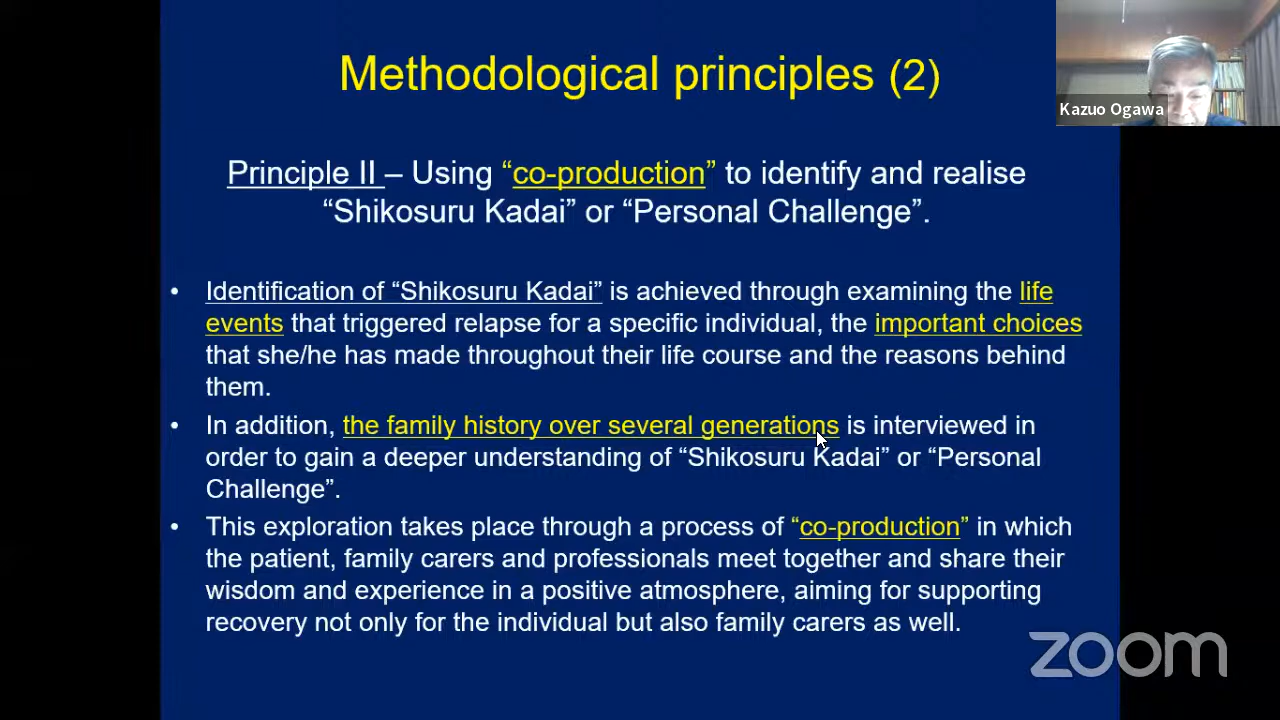 Methodological principles (2)
Kazuo Ogawa
Principle II – Using “co-production” to identify and realise
“Shikosuru Kadai” or “Personal Challenge”.
• Identification of “Shikosuru Kadai” is achieved through examining the life
events that triggered relapse for a specific individual, the important choices
that she/he has made throughout their life course and the reasons behind
them.
• In addition, the family history over several generations is interviewed in
order to gain a deeper understanding of “Shikosuru Kadai” or “Personal
Challenge”.
• This exploration takes place through a process of “co-production” in which
the patient, family carers and professionals meet together and share their
wisdom and experience in a positive atmosphere, aiming for supporting
recovery not only for the individual but also family carers as well.
zoom